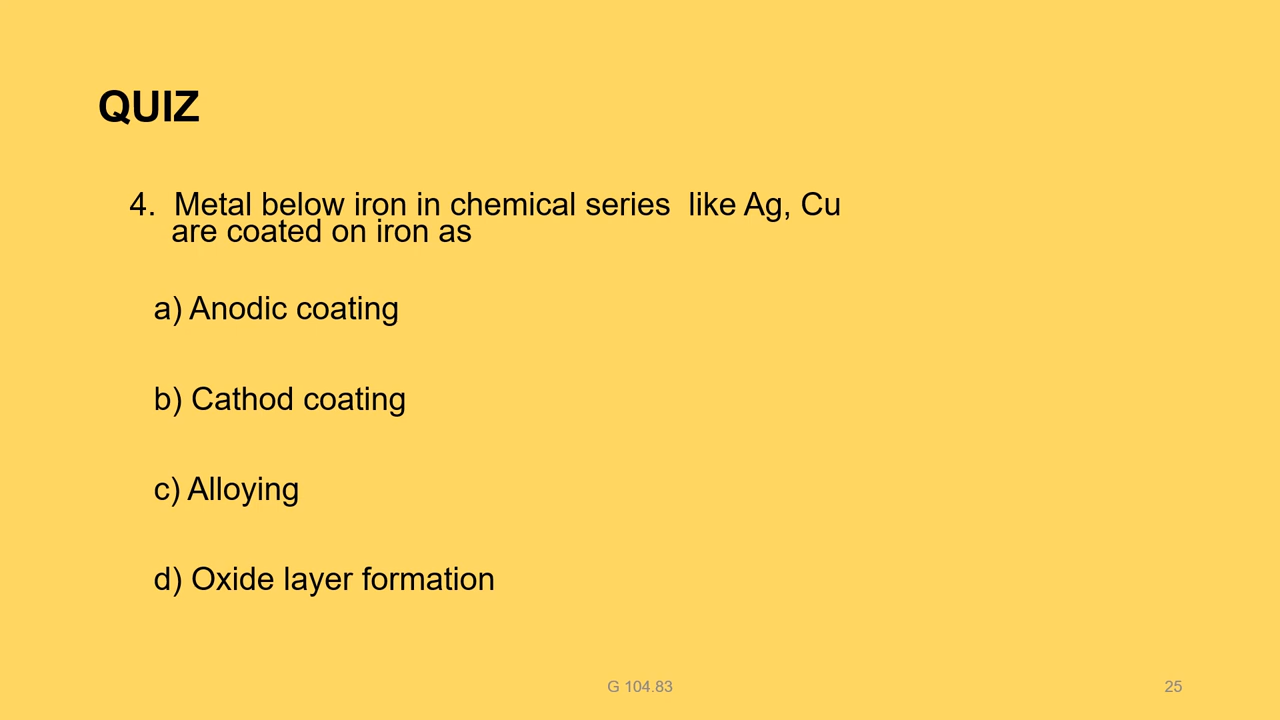 QUIZ
4. Metal below iron in chemical series like Ag, Cu
are coated on iron as
a) Anodic coating
b) Cathod coating
c) Alloying
d) Oxide layer formation
G 104.83
25